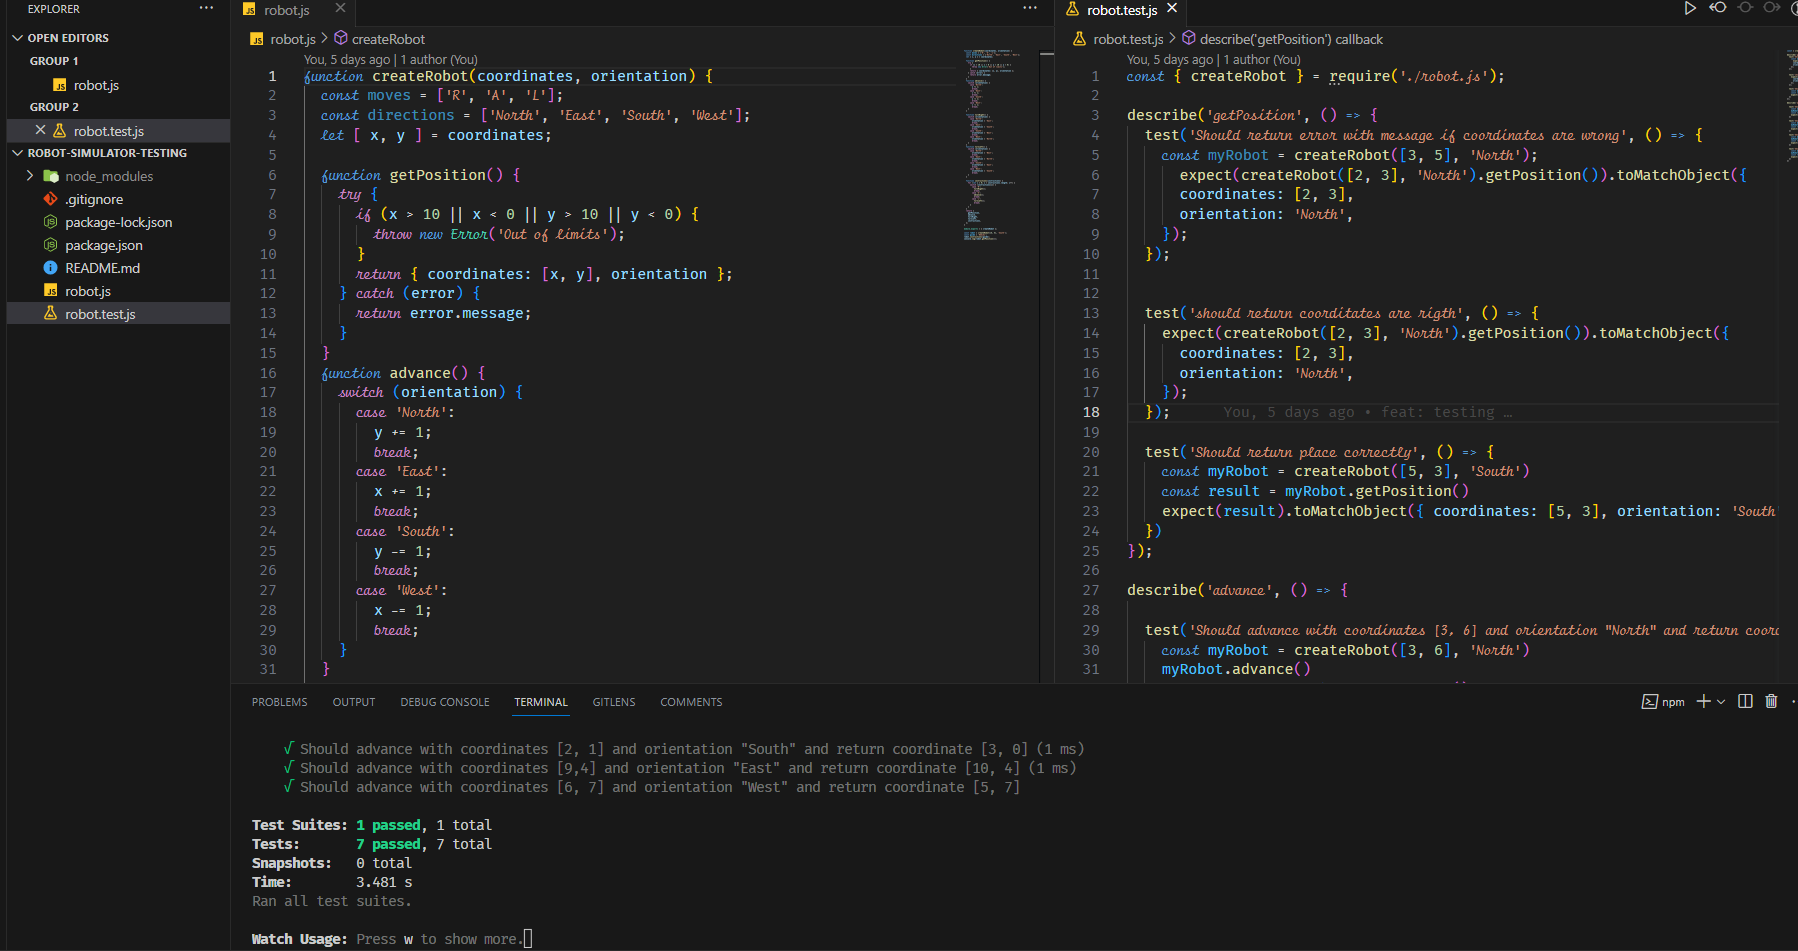 EXPLORER
OPEN EDITORS
GROUP 1
robot.js
GROUP 2
robot.test.js
ROBOT-SIMULATOR-TESTING
node_modules
.gitignore
package-lock.json
package.json
README.md
robot.js
robot.test.js
robot.js
robot.js > createRobot
You, 5 days ago | 1 author (You)
1 function createRobot(coordinates, orientation) {
2 const moves = ['R', 'A', 'L'];
3 const directions = ['North', 'East', 'South', 'West'];
4 let [ x, y ] = coordinates;
5
6 function getPosition() {
7 try {
8 if (x > 10 || x < 0 || y > 10 || y < 0) {
9 throw new Error('Out of limits');
10 }
11 return { coordinates: [x, y], orientation };
12 } catch (error) {
13 return error.message;
14 }
15 }
16 function advance() {
17 switch (orientation) {
18 case 'North':
19 y += 1;
20 break;
21 case 'East':
22 x += 1;
23 break;
24 case 'South':
25 y -= 1;
26 break;
27 case 'West':
28 x -= 1;
29 break;
30 }
31 }
robot.test.js
robot.test.js > describe('getPosition') callback
You, 5 days ago | 1 author (You)
1 const { createRobot } = require('./robot.js');
2
3 describe('getPosition', () => {
4 test('Should return error with message if coordinates are wrong', () => {
5 const myRobot = createRobot([3, 5], 'North');
6 expect(createRobot([2, 3], 'North').getPosition()).toMatchObject({
7 coordinates: [2, 3],
8 orientation: 'North',
9 });
10 });
11
12
13 test('should return coorditates are rigth', () => {
14 expect(createRobot([2, 3], 'North').getPosition()).toMatchObject({
15 coordinates: [2, 3],
16 orientation: 'North',
17 });
18 }); You, 5 days ago • feat: testing …
19
20 test('Should return place correctly', () => {
21 const myRobot = createRobot([5, 3], 'South')
22 const result = myRobot.getPosition()
23 expect(result).toMatchObject({ coordinates: [5, 3], orientation: 'South'
24 })
25 });
26
27 describe('advance', () => {
28
29 test('Should advance with coordinates [3, 6] and orientation "North" and return coord
30 const myRobot = createRobot([3, 6], 'North')
31 myRobot.advance()
PROBLEMS OUTPUT DEBUG CONSOLE TERMINAL GITLENS COMMENTS
npm
√ Should advance with coordinates [2, 1] and orientation "South" and return coordinate [3, 0] (1 ms)
√ Should advance with coordinates [9,4] and orientation "East" and return coordinate [10, 4] (1 ms)
√ Should advance with coordinates [6, 7] and orientation "West" and return coordinate [5, 7]
Test Suites: 1 passed, 1 total
Tests: 7 passed, 7 total
Snapshots: 0 total
Time: 3.481 s
Ran all test suites.
Watch Usage: Press w to show more.